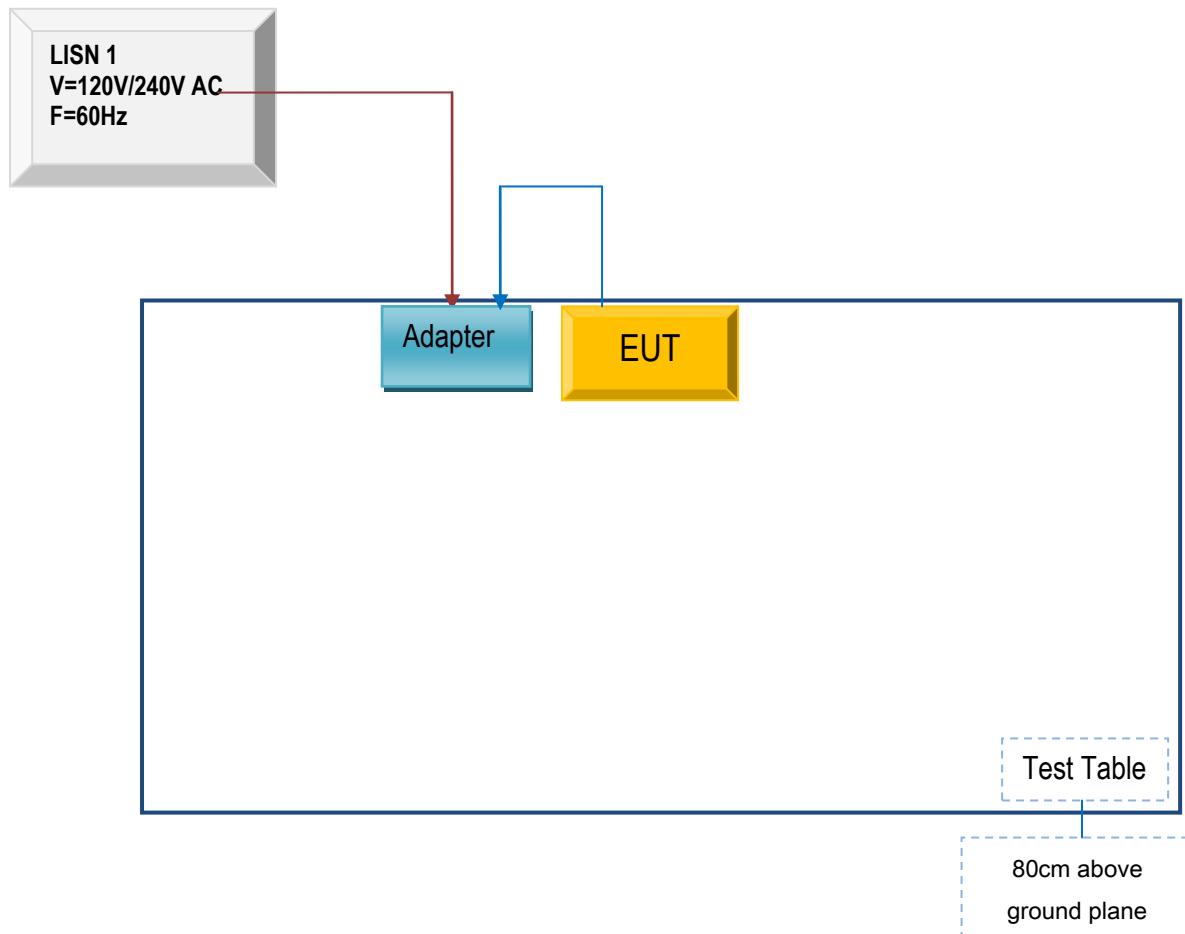 LISN 1
V=120V/240V AC
F=60Hz
Adapter
EUT
Test Table
80cm above
ground plane